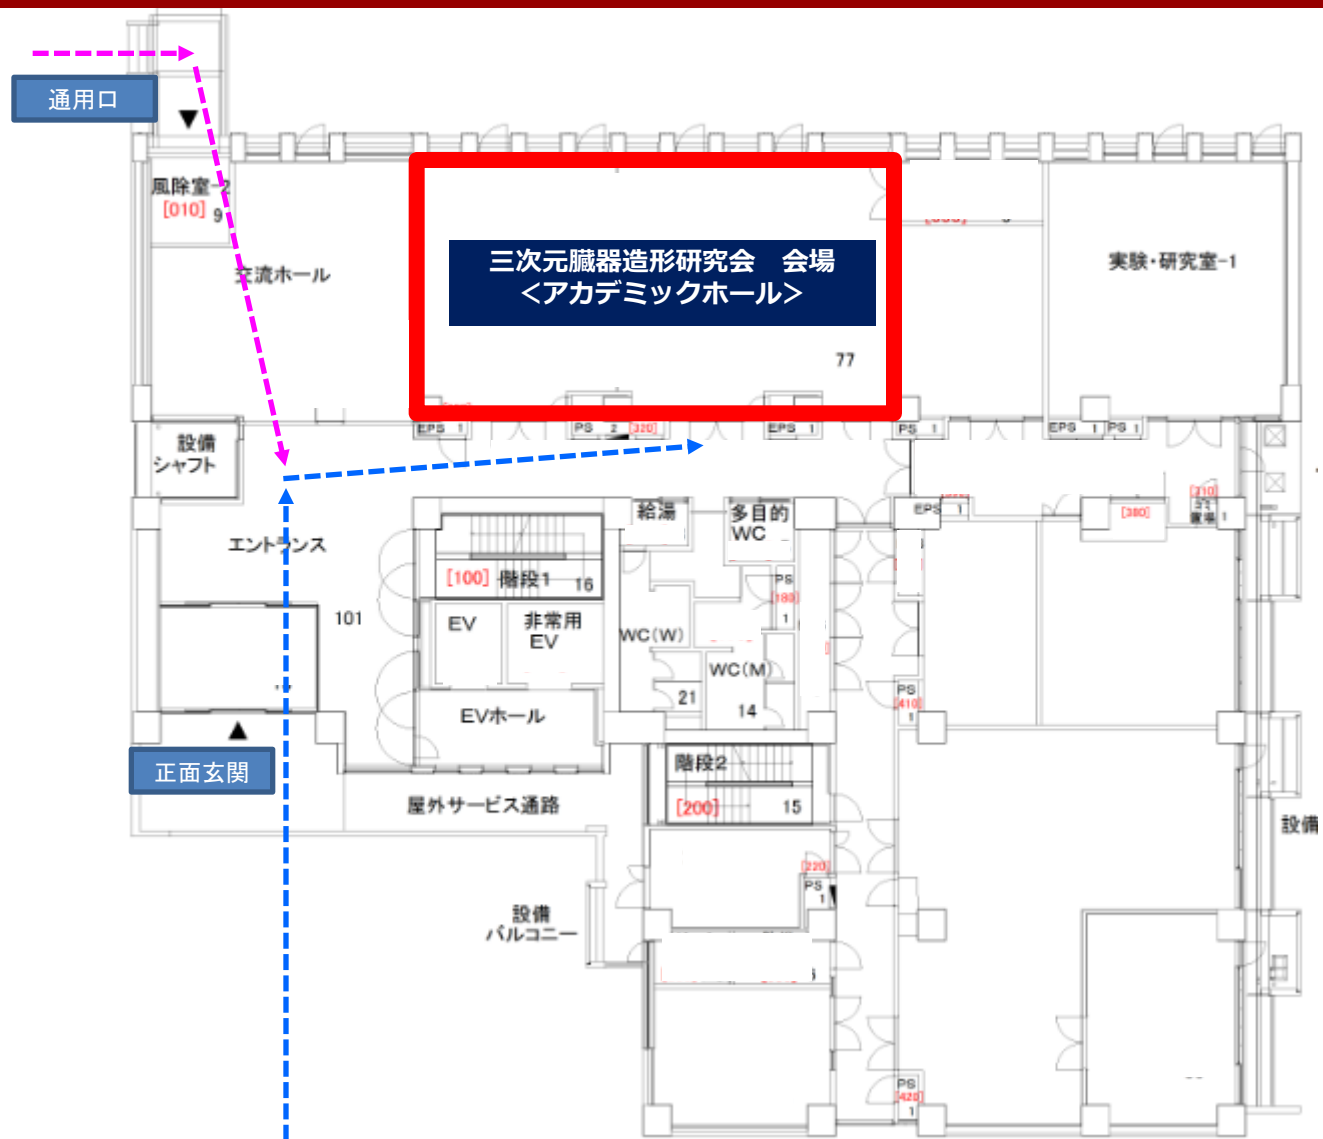 通用口
風除室-2
[010] 9
交流ホール
三次元臓器造形研究会 会場
<アカデミックホール>
77
実験・研究室-1
設備
シャフト
EPS 1
PS 2 [320]
EPS 1
PS 1
EPS 1
PS 1
エントランス
101
[100] 階段1 16
EV
非常用
EV
EVホール
給湯
多目的
WC
PS
[180]
1
WC(W)
21
WC(M)
14
EPS 1
[380]
[310]
ゴミ
置場 1
PS
[410]
1
正面玄関
屋外サービス通路
階段2
[200] 15
[220]
PS
1
設備
バルコニー
設備
PS
[420]
1